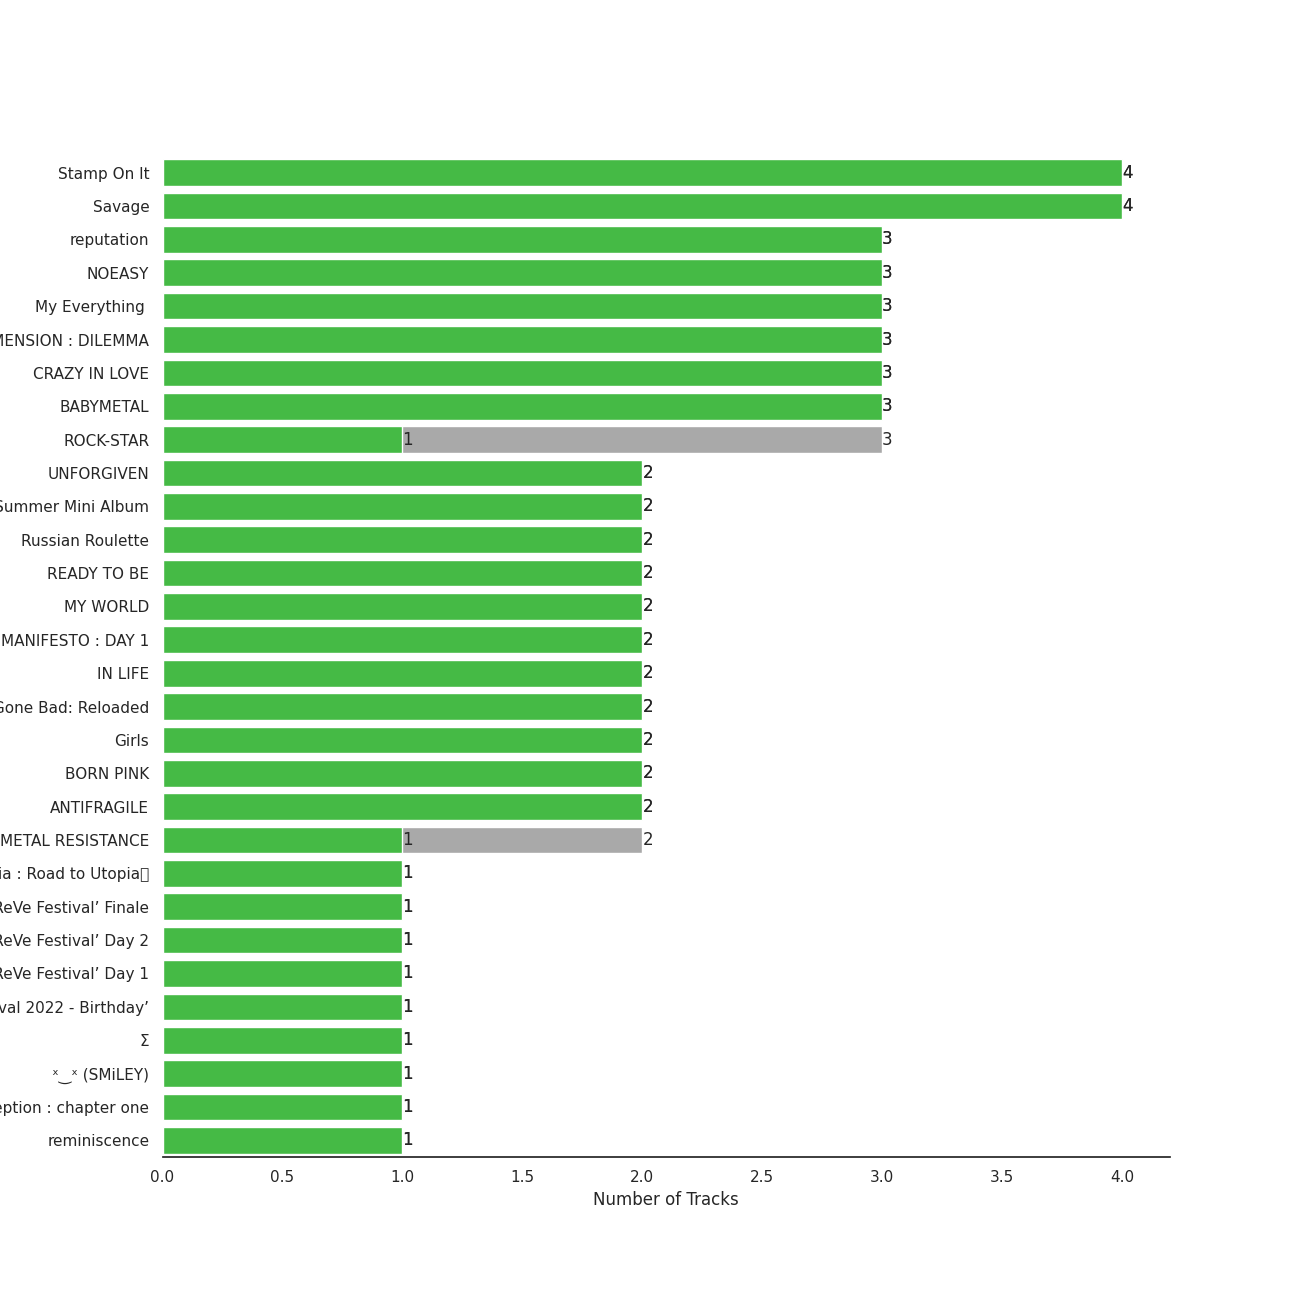 Stamp On It 4
Savage 4
reputation 3
NOEASY 3
My Everything 3
MENSION : DILEMMA 3
CRAZY IN LOVE 3
BABYMETAL 3
ROCK-STAR 1 3
UNFORGIVEN 2
Summer Mini Album 2
Russian Roulette 2
READY TO BE 2
MY WORLD 2
MANIFESTO : DAY 1 2
IN LIFE 2
Gone Bad: Reloaded 2
Girls 2
BORN PINK 2
ANTIFRAGILE 2
METAL RESISTANCE 1 2
ia : Road to Utopia 1
ReVe Festival’ Finale 1
ReVe Festival’ Day 2 1
ReVe Festival’ Day 1 1
val 2022 - Birthday’ 1
Σ 1
ˣ‿ˣ (SMiLEY) 1
eption : chapter one 1
reminiscence 1
0.0 0.5 1.0 1.5 2.0 2.5 3.0 3.5 4.0
Number of Tracks